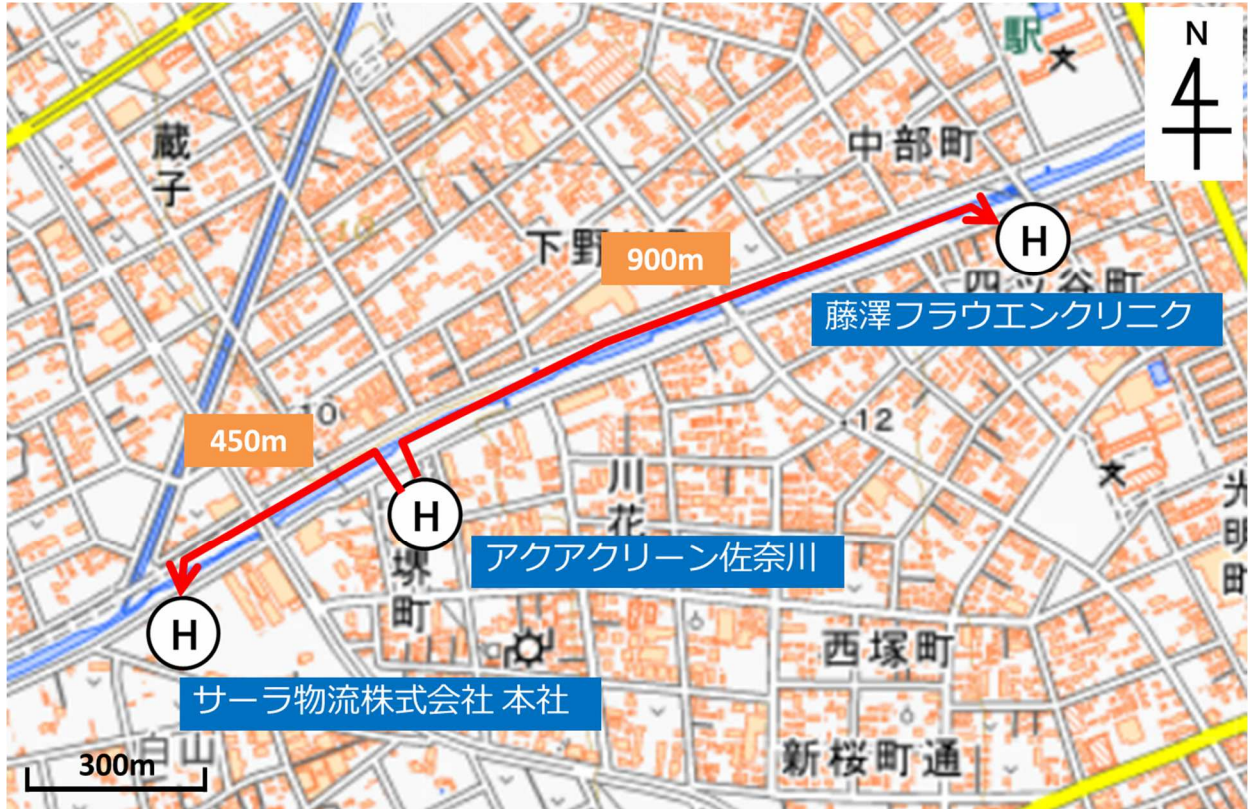 駅
N
蔵子
中部町
H
下野
900m
四ツ谷町
藤澤フラウエンクリニク
10
10
450m
12
川花
光明町
H
アクアクリーン佐奈川
堺町
H
西塚町
サーラ物流株式会社 本社
白山
新桜町通
300m